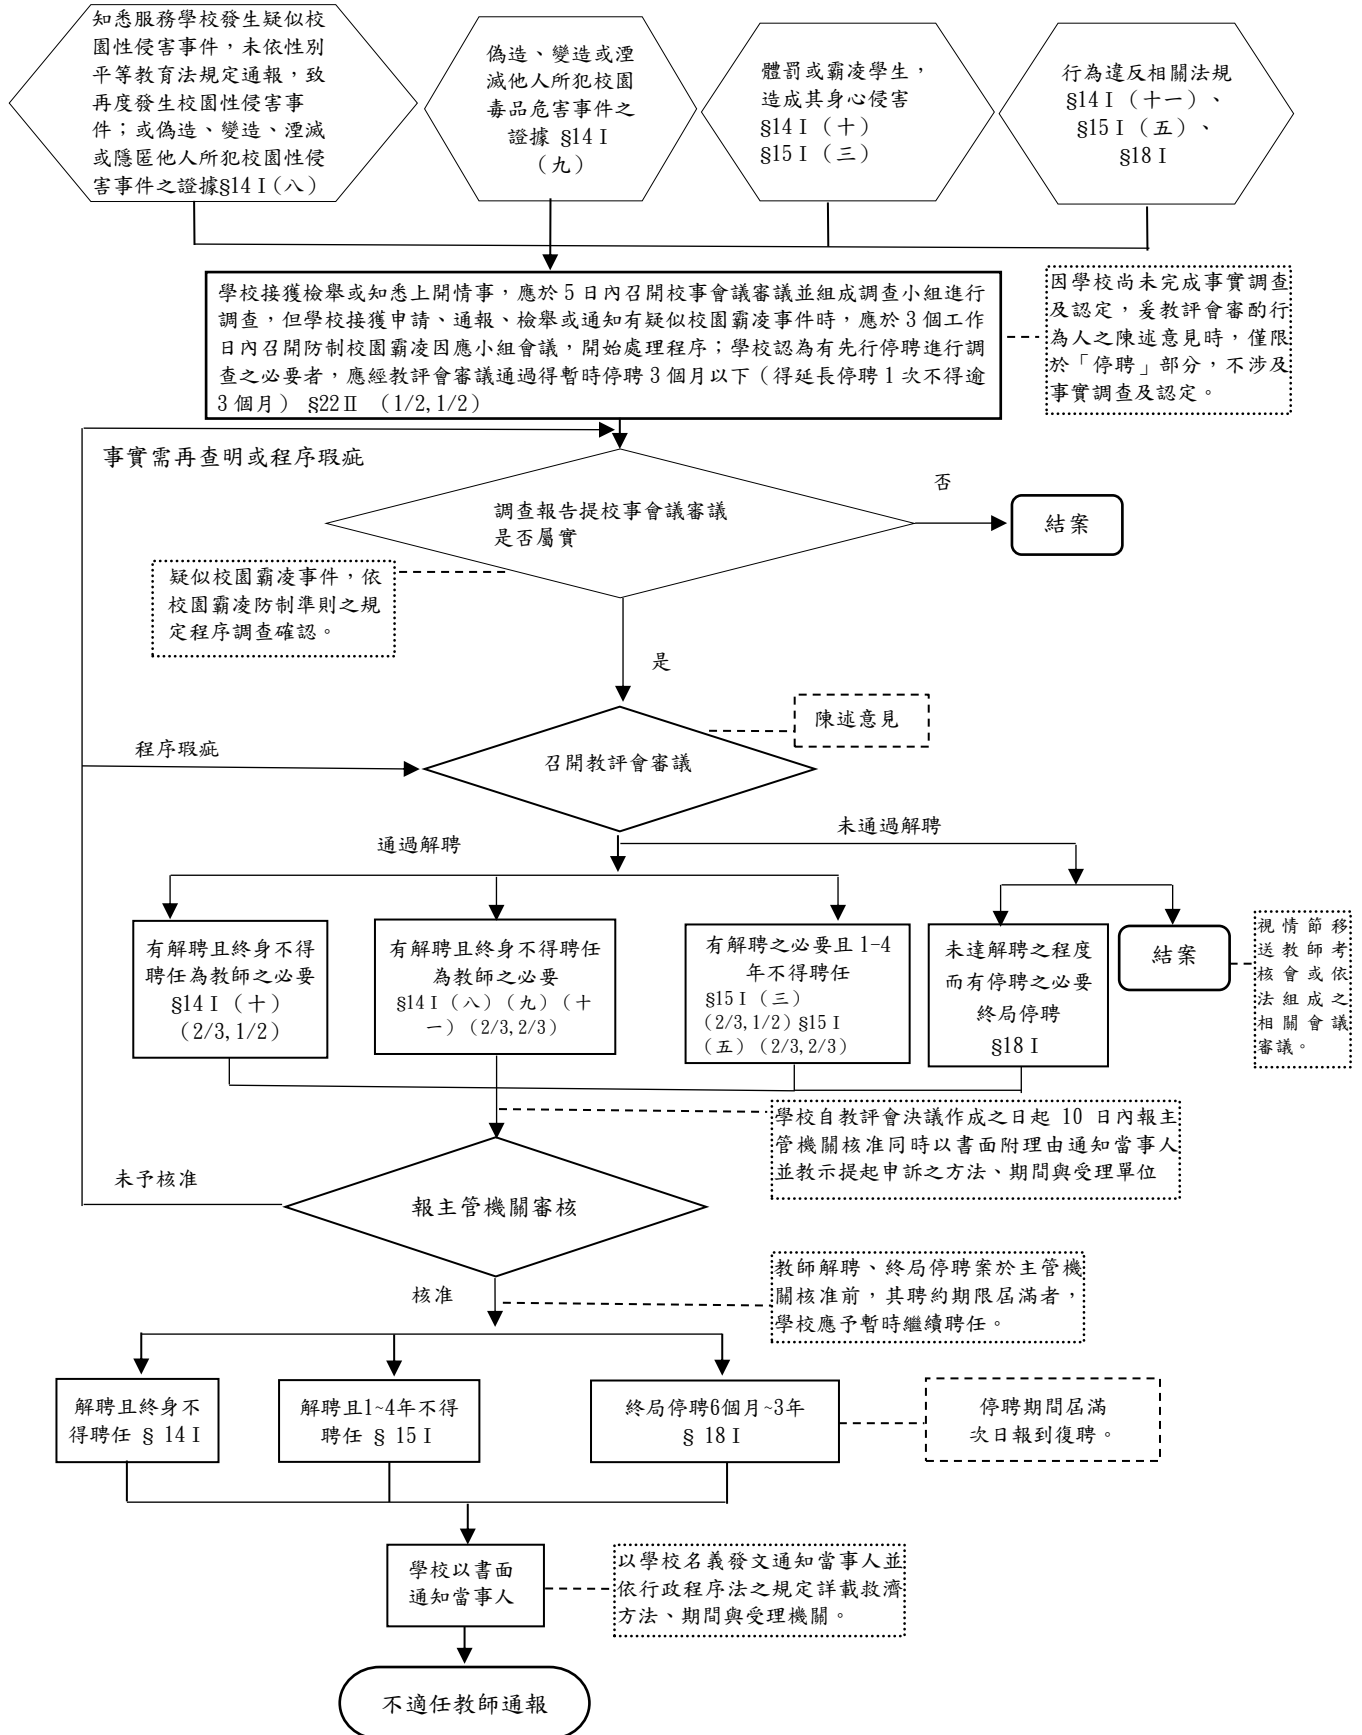 知悉服務學校發生疑似校
園性侵害事件，未依性別
平等教育法規定通報，致
再度發生校園性侵害事
件；或偽造、變造、湮滅
或隱匿他人所犯校園性侵
害事件之證據§14Ⅰ(八)
偽造、變造或湮
滅他人所犯校園
毒品危害事件之
證據 §14Ⅰ
（九）
體罰或霸凌學生，
造成其身心侵害
§14Ⅰ（十）
§15Ⅰ（三）
行為違反相關法規
§14Ⅰ（十一）、
§15Ⅰ（五）、
§18Ⅰ
學校接獲檢舉或知悉上開情事，應於 5 日內召開校事會議審議並組成調查小組進行
調查，但學校接獲申請、通報、檢舉或通知有疑似校園霸凌事件時，應於 3 個工作
日內召開防制校園霸凌因應小組會議，開始處理程序；學校認為有先行停聘進行調
查之必要者，應經教評會審議通過得暫時停聘 3 個月以下（得延長停聘 1 次不得逾
3 個月） §22Ⅱ （1/2,1/2）
因學校尚未完成事實調查
及認定，爰教評會審酌行
為人之陳述意見時，僅限
於「停聘」部分，不涉及
事實調查及認定。
事實需再查明或程序瑕疵
調查報告提校事會議審議
是否屬實
否
結案
疑似校園霸凌事件，依
校園霸凌防制準則之規
定程序調查確認。
是
陳述意見
程序瑕疵
召開教評會審議
通過解聘
未通過解聘
有解聘且終身不得
聘任為教師之必要
§14Ⅰ（十）
(2/3,1/2)
有解聘且終身不得聘任
為教師之必要
§14Ⅰ（八）（九）（十
一）（2/3,2/3）
有解聘之必要且 1-4
年不得聘任
§15Ⅰ（三）
(2/3,1/2) §15Ⅰ
（五）（2/3,2/3）
未達解聘之程度
而有停聘之必要
終局停聘
§18Ⅰ
結案
視情節移
送教師考
核會或依
法組成之
相關會議
審議。
學校自教評會決議作成之日起 10 日內報主
管機關核准同時以書面附理由通知當事人
並教示提起申訴之方法、期間與受理單位
未予核准
報主管機關審核
核准
教師解聘、終局停聘案於主管機
關核准前，其聘約期限屆滿者，
學校應予暫時繼續聘任。
解聘且終身不
得聘任 § 14Ⅰ
解聘且1~4年不得
聘任 § 15Ⅰ
終局停聘6個月~3年
§ 18Ⅰ
停聘期間屆滿
次日報到復聘。
學校以書面
通知當事人
以學校名義發文通知當事人並
依行政程序法之規定詳載救濟
方法、期間與受理機關。
不適任教師通報